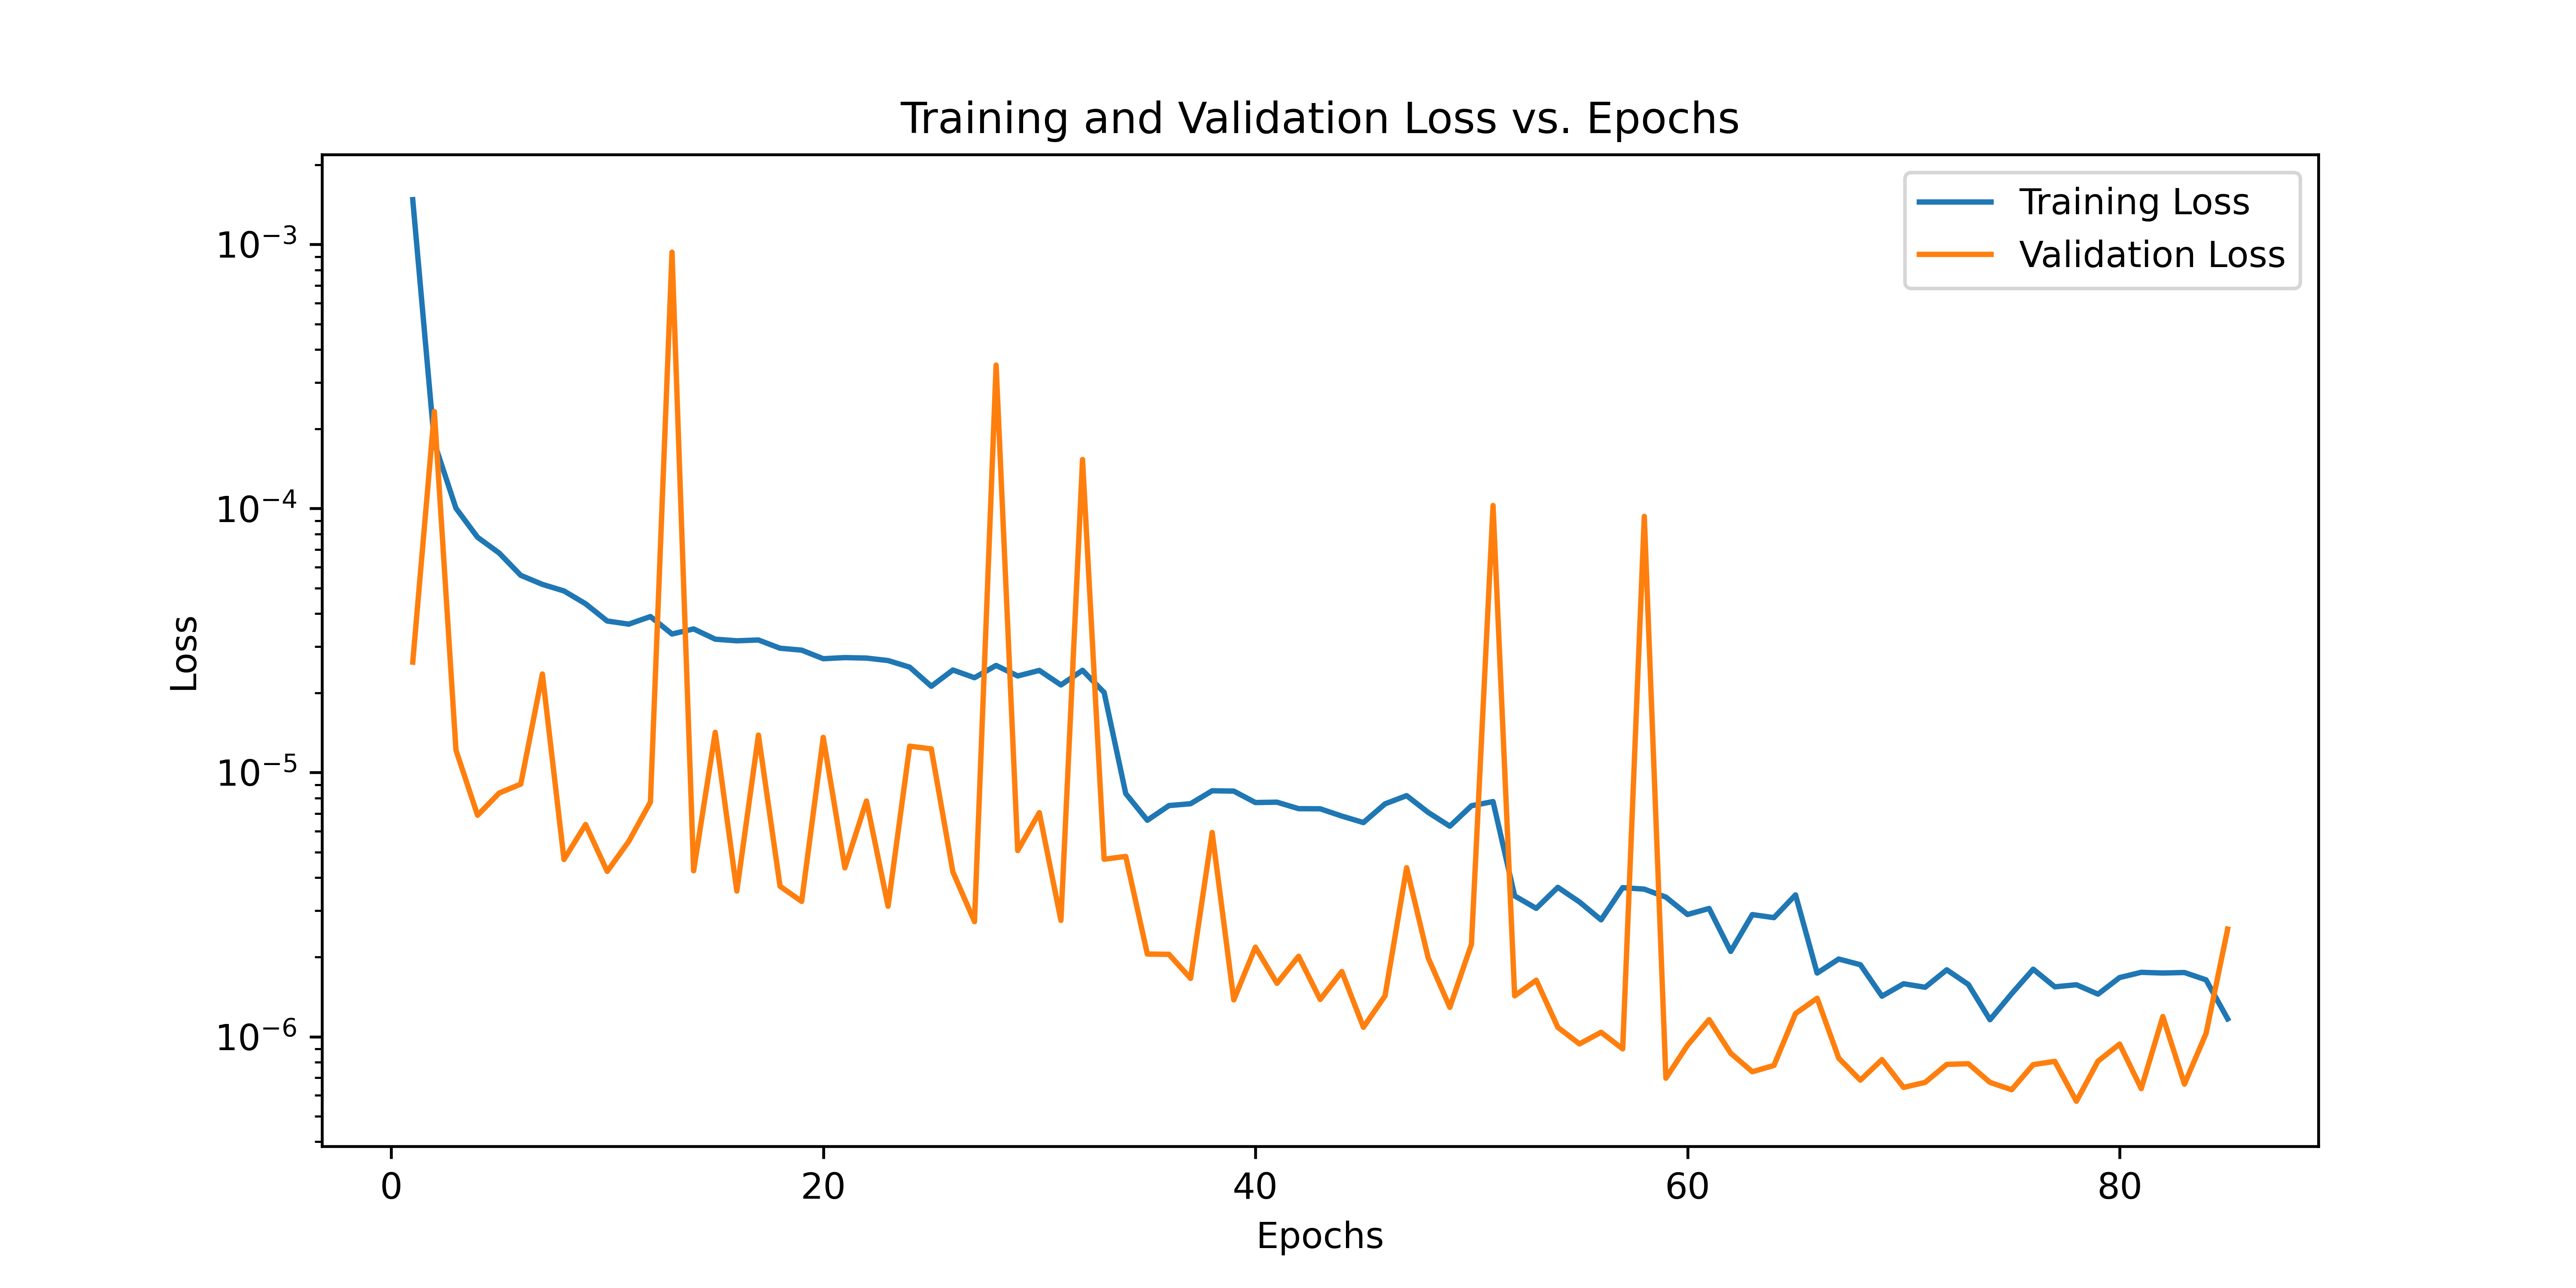 Training and Validation Loss vs. Epochs
Training Loss
Validation Loss
10⁻³
10⁻⁴
10⁻⁵
10⁻⁶
Loss
0 20 40 60 80
Epochs